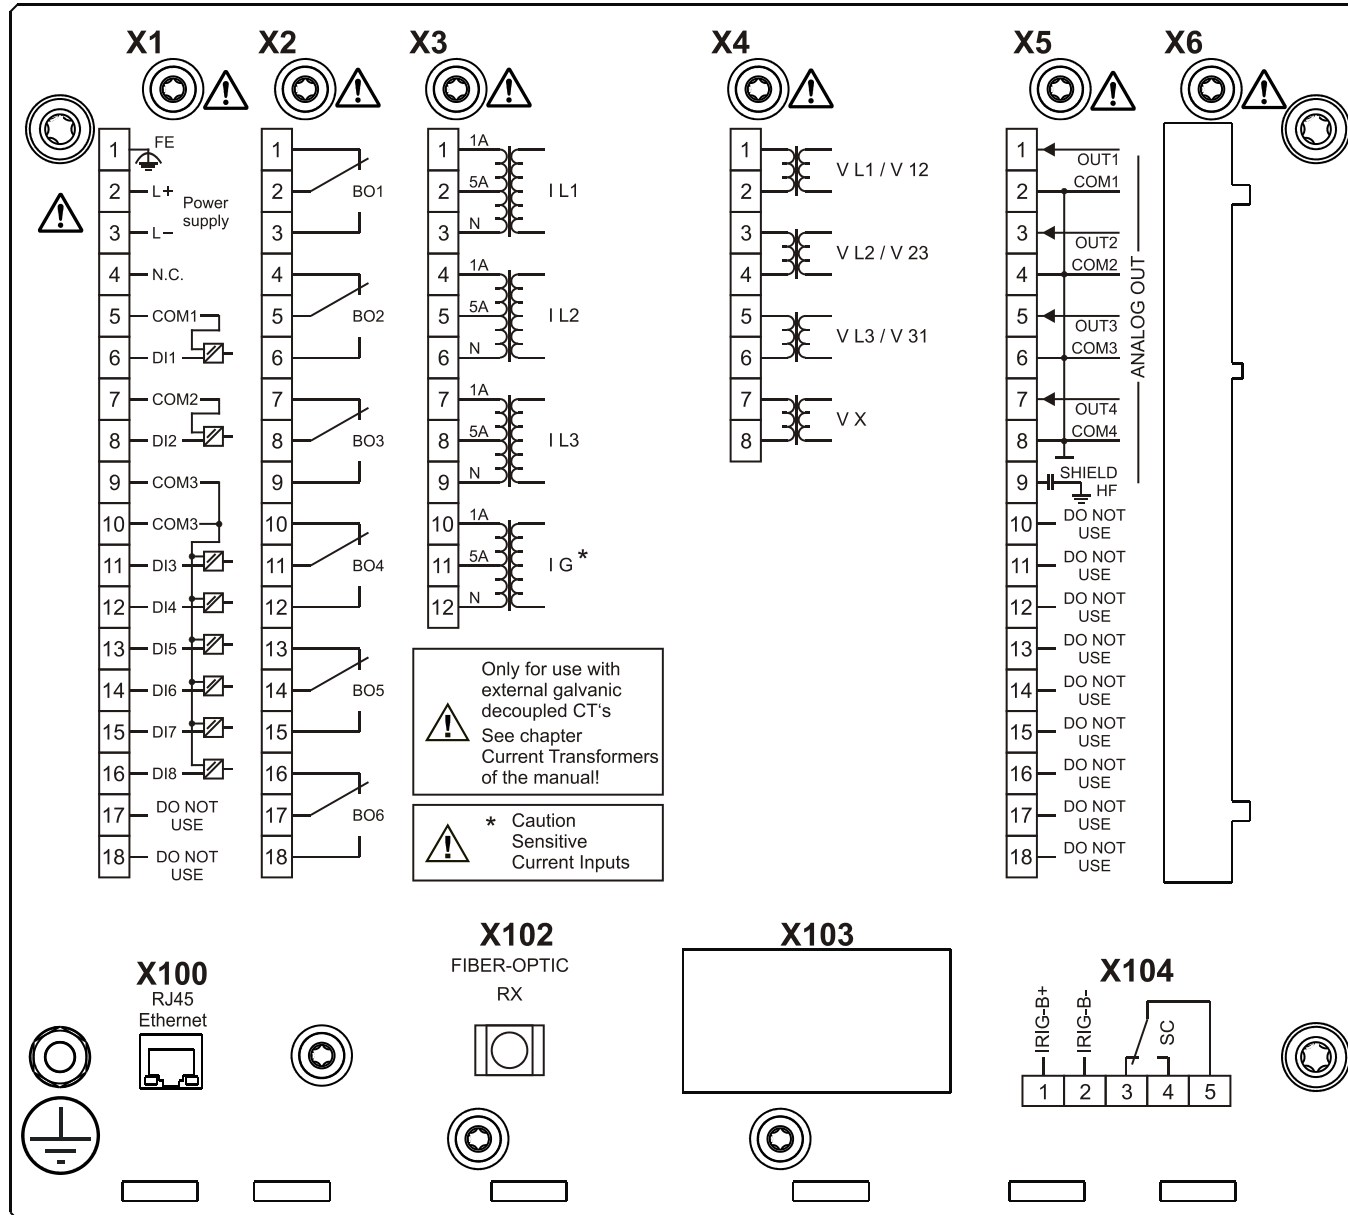 X1
X2
X3
X4
X5
X6
1 FE
2 L+
Power
supply
3 L–
4 N.C.
5 COM1
6 DI1
7 COM2
8 DI2
9 COM3
10 COM3
11 DI3
12 DI4
13 DI5
14 DI6
15 DI7
16 DI8
17 DO NOT
USE
18 DO NOT
USE
1
2 BO1
3
4
5 BO2
6
7
8 BO3
9
10
11 BO4
12
13
14 BO5
15
16
17 BO6
18
1 1A
2 5A I L1
3 N
4 1A
5 5A I L2
6 N
7 1A
8 5A I L3
9 N
10 1A
11 5A I G *
12 N
Only for use with
external galvanic
decoupled CT‘s
See chapter
Current Transformers
of the manual!
* Caution
Sensitive
Current Inputs
1
V L1 / V 12
2
3
V L2 / V 23
4
5
V L3 / V 31
6
7
V X
8
1 OUT1
2 COM1
3 OUT2
4 COM2
5 OUT3
6 COM3
7 OUT4
8 COM4
ANALOG OUT
9 SHIELD
HF
10 DO NOT
USE
11 DO NOT
USE
12 DO NOT
USE
13 DO NOT
USE
14 DO NOT
USE
15 DO NOT
USE
16 DO NOT
USE
17 DO NOT
USE
18 DO NOT
USE
X100
RJ45
Ethernet
X102
FIBER-OPTIC
RX
X103
X104
IRIG-B+
IRIG-B-
SC
1 2 3 4 5